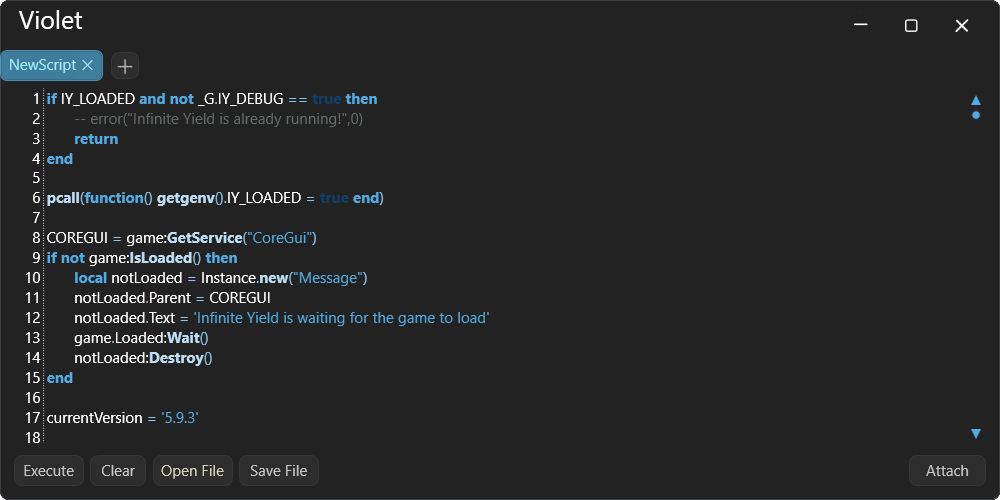 Violet
NewScript
1 if IY_LOADED and not _G.IY_DEBUG == true then
2 -- error("Infinite Yield is already running!",0)
3 return
4 end
5
6 pcall(function() getgenv().IY_LOADED = true end)
7
8 COREGUI = game:GetService("CoreGui")
9 if not game:IsLoaded() then
10 local notLoaded = Instance.new("Message")
11 notLoaded.Parent = COREGUI
12 notLoaded.Text = 'Infinite Yield is waiting for the game to load'
13 game.Loaded:Wait()
14 notLoaded:Destroy()
15 end
16
17 currentVersion = '5.9.3'
18
Execute Clear Open File Save File Attach